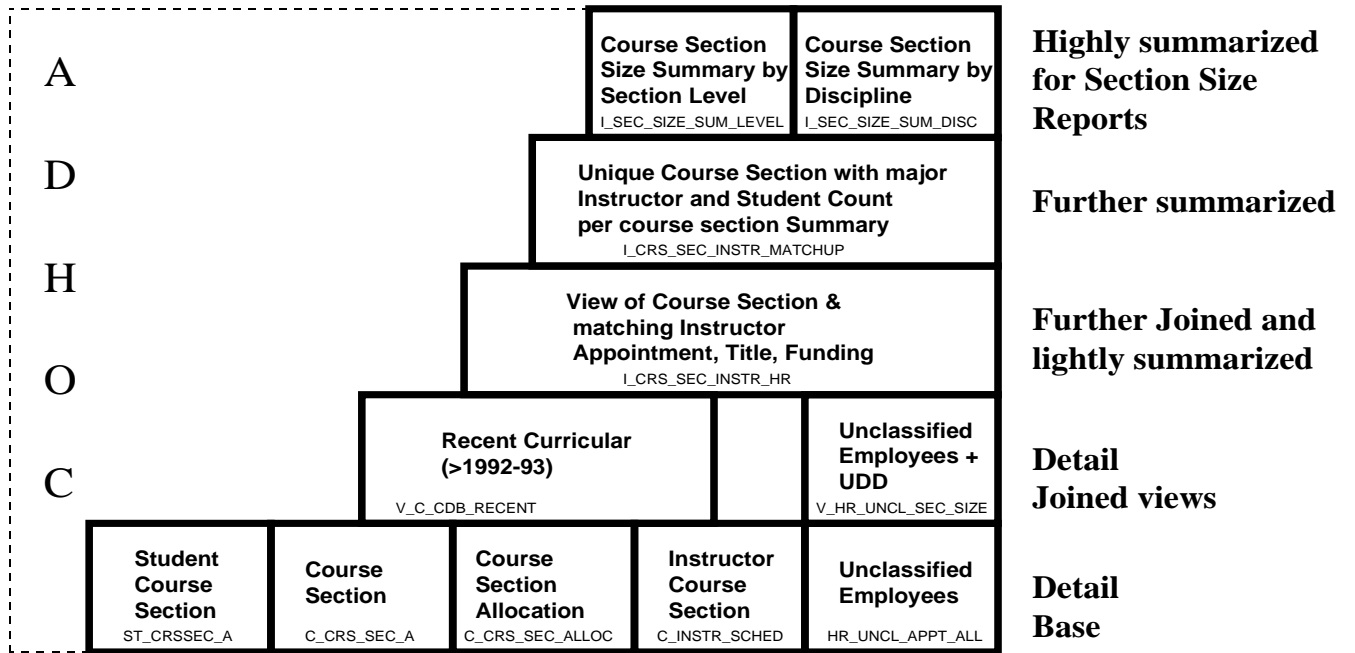 A
D
H
O
C
Course Section
Size Summary by
Section Level
I_SEC_SIZE_SUM_LEVEL
Course Section
Size Summary by
Discipline
I_SEC_SIZE_SUM_DISC
Highly summarized
for Section Size
Reports
Unique Course Section with major
Instructor and Student Count
per course section Summary
I_CRS_SEC_INSTR_MATCHUP
Further summarized
View of Course Section &
matching Instructor
Appointment, Title, Funding
I_CRS_SEC_INSTR_HR
Further Joined and
lightly summarized
Recent Curricular
(>1992-93)
V_C_CDB_RECENT
Unclassified
Employees +
UDD
V_HR_UNCL_SEC_SIZE
Detail
Joined views
Student
Course
Section
ST_CRSSEC_A
Course
Section
C_CRS_SEC_A
Course
Section
Allocation
C_CRS_SEC_ALLOC
Instructor
Course
Section
C_INSTR_SCHED
Unclassified
Employees
HR_UNCL_APPT_ALL
Detail
Base